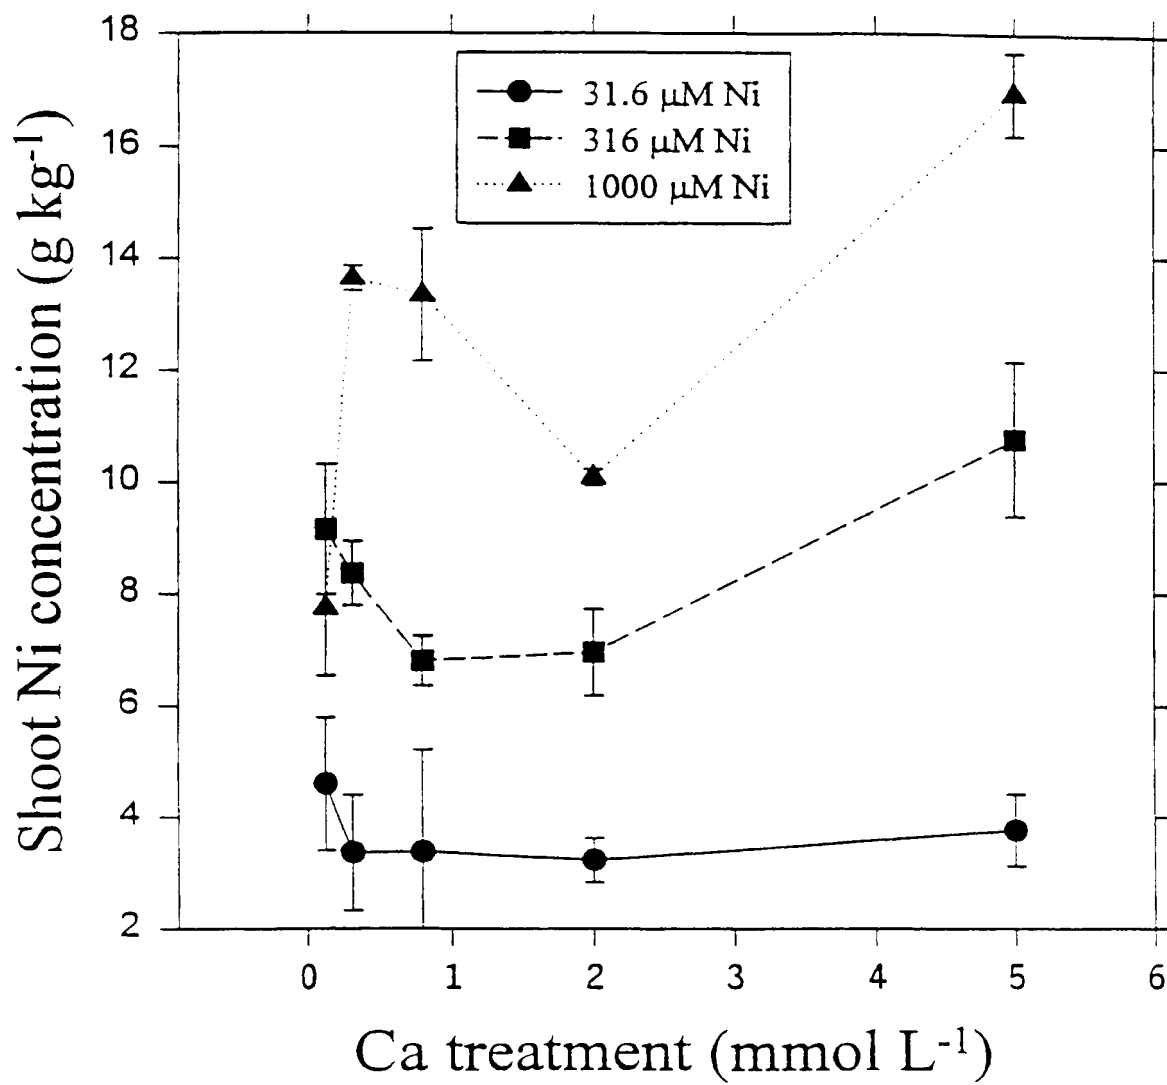 18
16
14
12
10
8
6
4
2
Shoot Ni concentration (g kg-1)
31.6 µM Ni
316 µM Ni
1000 µM Ni
0 1 2 3 4 5 6
Ca treatment (mmol L-1)